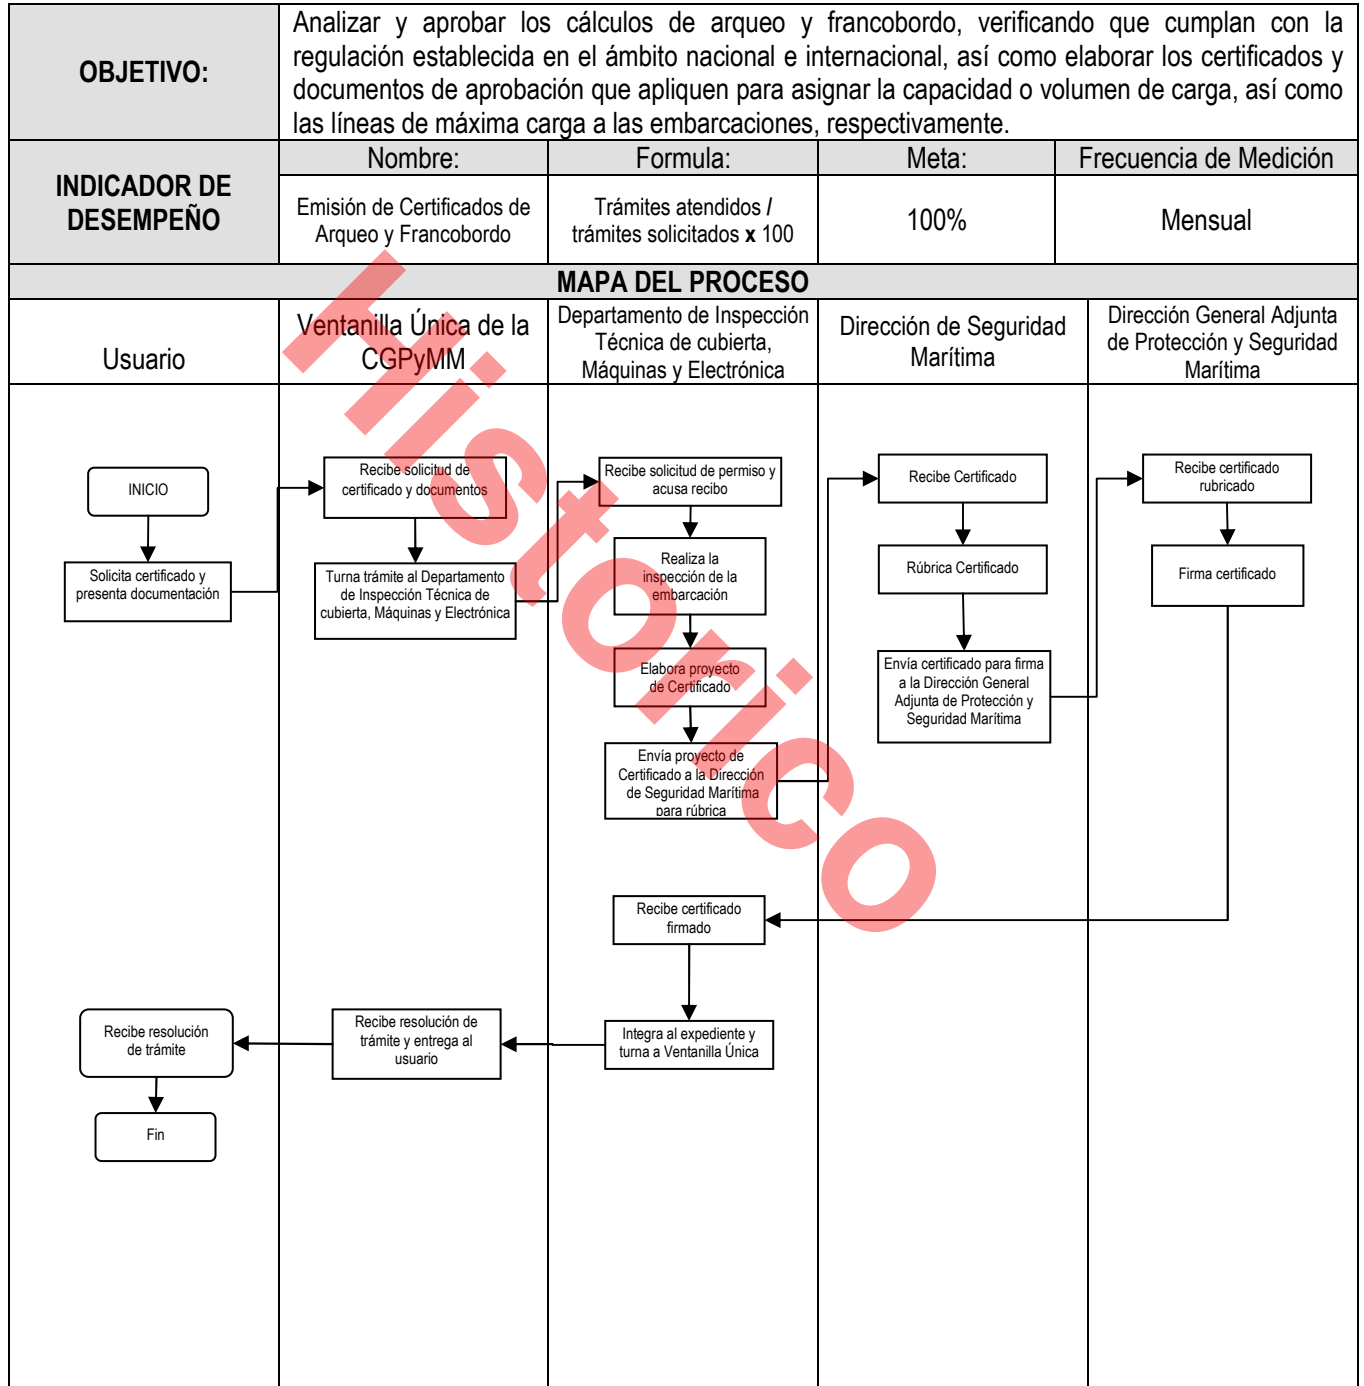 OBJETIVO:
Analizar y aprobar los cálculos de arqueo y francobordo, verificando que cumplan con la
regulación establecida en el ámbito nacional e internacional, así como elaborar los certificados y
documentos de aprobación que apliquen para asignar la capacidad o volumen de carga, así como
las líneas de máxima carga a las embarcaciones, respectivamente.
INDICADOR DE
DESEMPEÑO
Nombre:
Formula:
Meta:
Frecuencia de Medición
Emisión de Certificados de
Arqueo y Francobordo
Trámites atendidos /
trámites solicitados x 100
100%
Mensual
MAPA DEL PROCESO
Usuario
Ventanilla Única de la
CGPyMM
Departamento de Inspección
Técnica de cubierta,
Máquinas y Electrónica
Dirección de Seguridad
Marítima
Dirección General Adjunta
de Protección y Seguridad
Marítima
INICIO
Solicita certificado y
presenta documentación
Recibe solicitud de
certificado y documentos
Turna trámite al Departamento
de Inspección Técnica de
cubierta, Máquinas y Electrónica
Recibe solicitud de permiso y
acusa recibo
Realiza la
inspección de la
embarcación
Elabora proyecto
de Certificado
Envía proyecto de
Certificado a la Dirección
de Seguridad Marítima
para rúbrica
Recibe Certificado
Rúbrica Certificado
Envía certificado para firma
a la Dirección General
Adjunta de Protección y
Seguridad Marítima
Recibe certificado
rubricado
Firma certificado
Recibe certificado
firmado
Integra al expediente y
turna a Ventanilla Única
Recibe resolución de
trámite y entrega al
usuario
Recibe resolución
de trámite
Fin
Historico